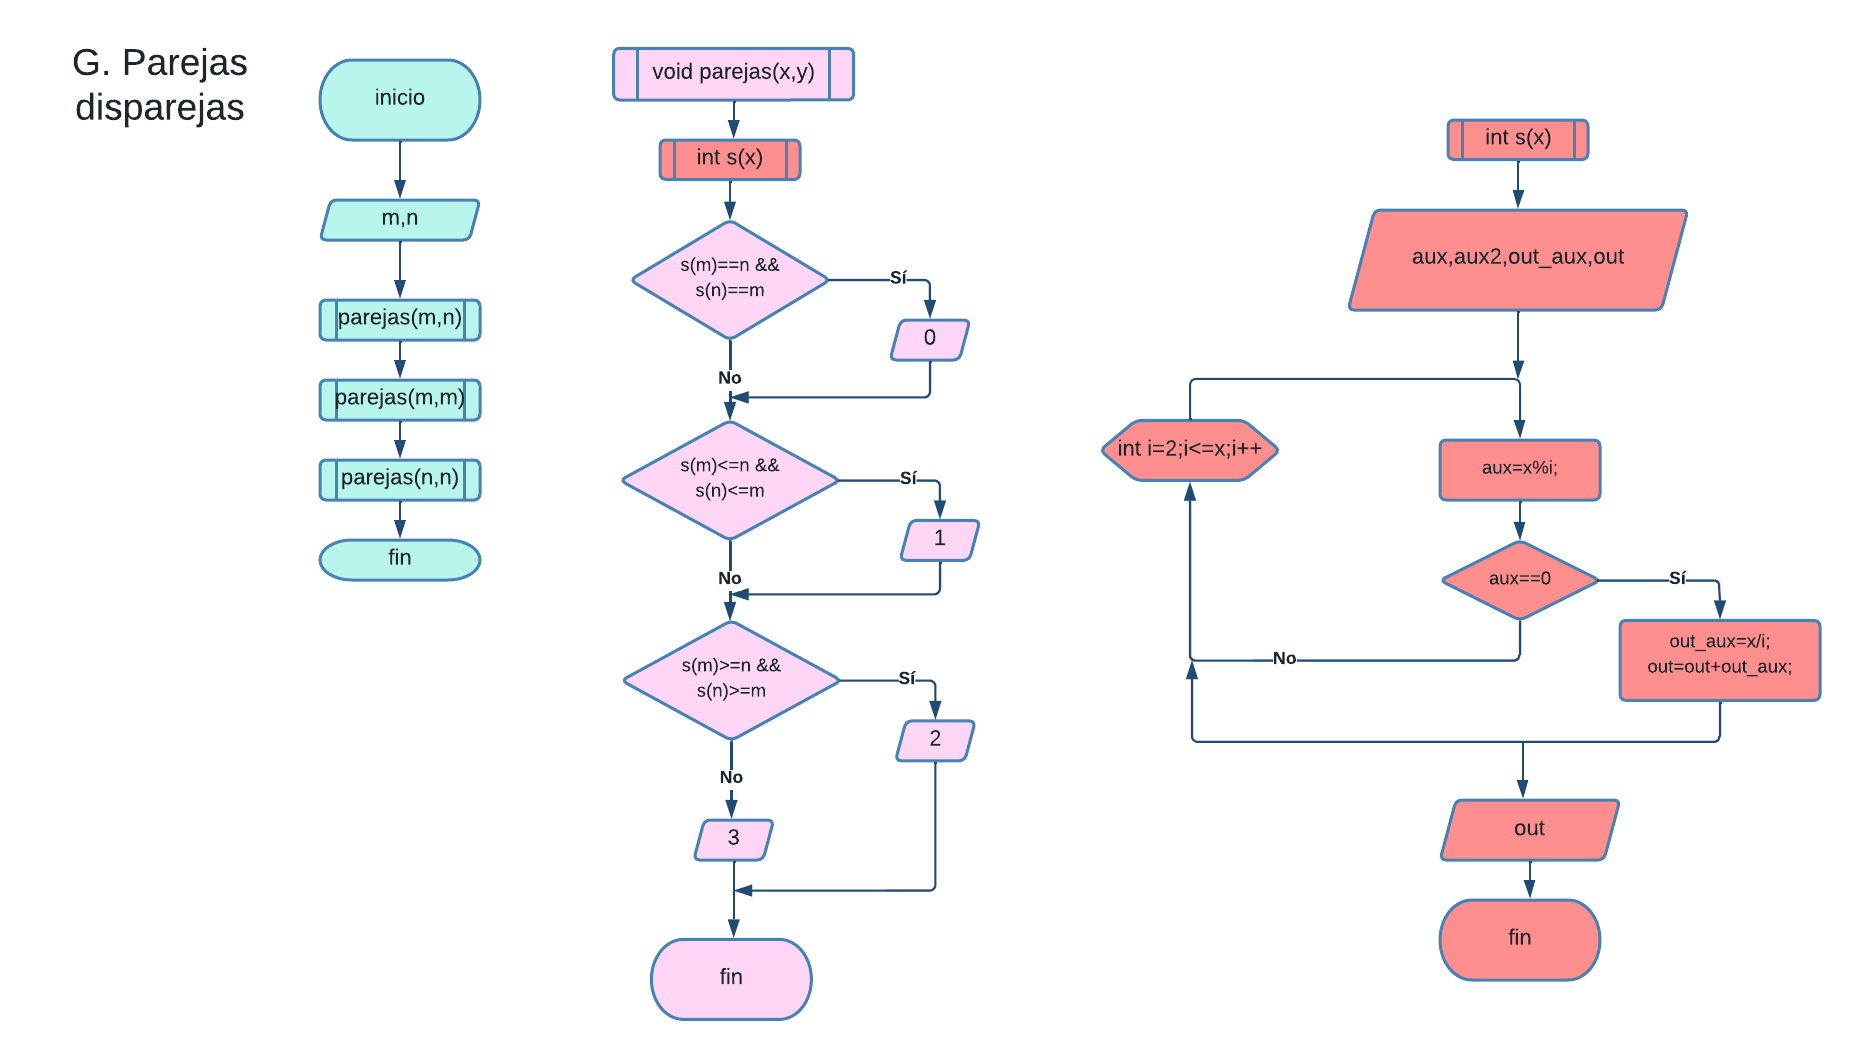 G. Parejas
disparejas
inicio
m,n
parejas(m,n)
parejas(m,m)
parejas(n,n)
fin
void parejas(x,y)
int s(x)
s(m)==n &&
s(n)==m
Sí
0
No
s(m)<=n &&
s(n)<=m
Sí
1
No
s(m)>=n &&
s(n)>=m
Sí
2
No
3
fin
int s(x)
aux,aux2,out_aux,out
int i=2;i<=x;i++
aux=x%i;
aux==0
Sí
out_aux=x/i;
out=out+out_aux;
No
out
fin